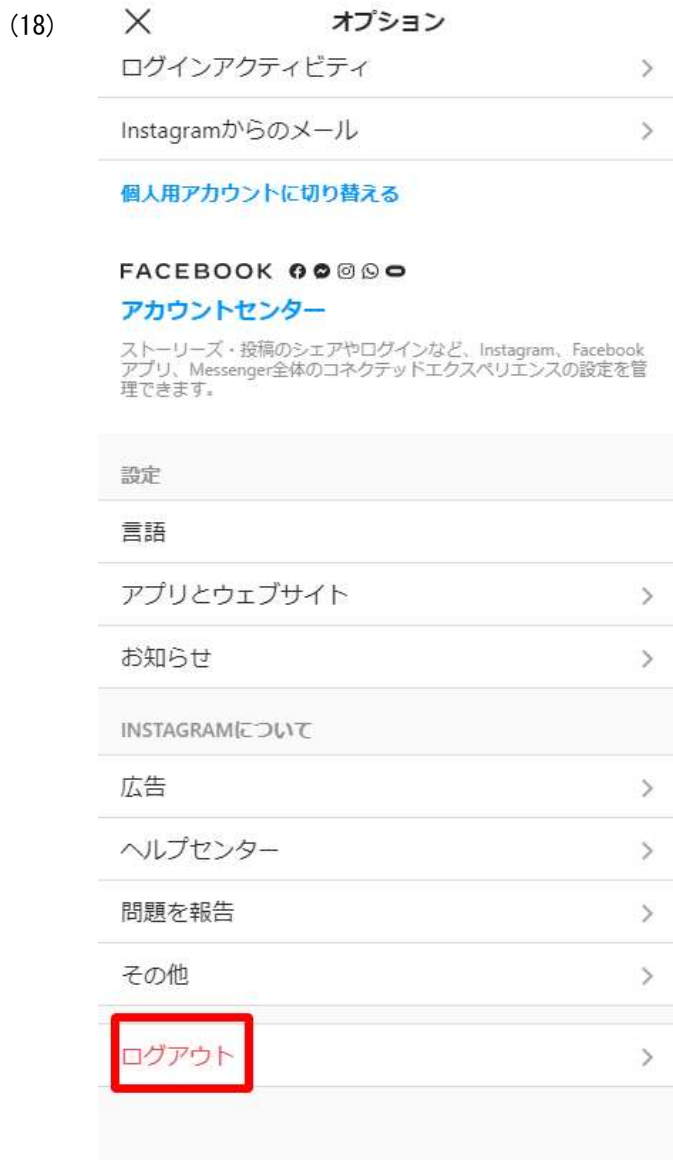 (18)
オプション
ログインアクティビティ
Instagramからのメール
個人用アカウントに切り替える
FACEBOOK
アカウントセンター
ストーリーズ・投稿のシェアやログインなど、Instagram、Facebook
アプリ、Messenger全体のコネクテッドエクスペリエンスの設定を管
理できます。
設定
言語
アプリとウェブサイト
お知らせ
INSTAGRAMについて
広告
ヘルプセンター
問題を報告
その他
ログアウト